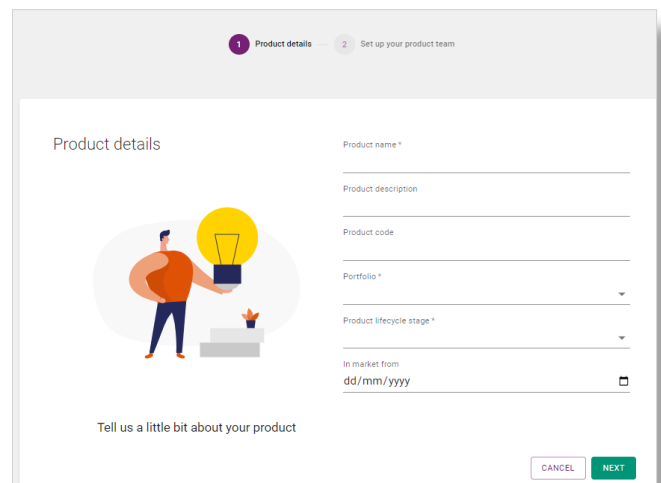 1 Product details 2 Set up your product team
Product details
Product name *
Product description
Product code
Portfolio *
Product lifecycle stage *
In market from
dd/mm/yyyy
Tell us a little bit about your product
CANCEL NEXT